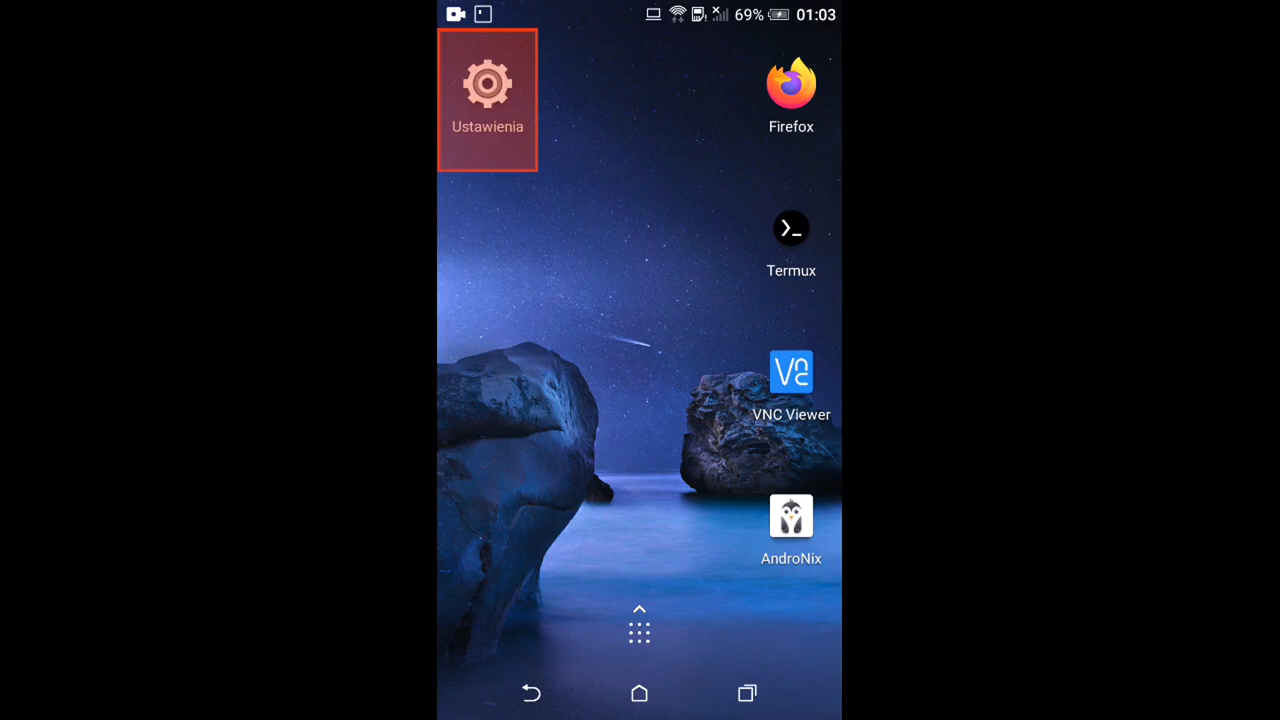 69% 01:03
Ustawienia
Firefox
Termux
VNC Viewer
AndroNix